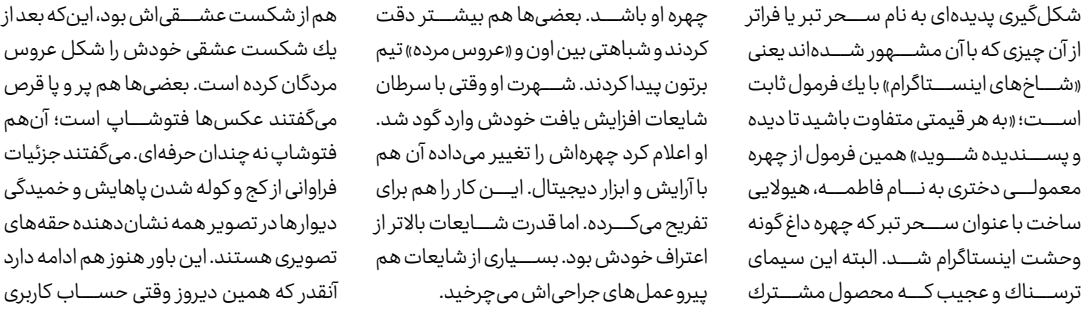 شکل‌گیری پدیده‌ای به نام سحر تبر یا فراتر
از آن چیزی که با آن مشهور شده‌اند یعنی
«شاخ‌های اینستاگرام» با یك فرمول ثابت
است؛ «به هر قیمتی متفاوت باشید تا دیده
و پسندیده شوید» همین فرمول از چهره
معمولی دختری به نام فاطمه، هیولایی
ساخت با عنوان سحر تبر که چهره داغ گونه
وحشت اینستاگرام شد. البته این سیمای
ترسناك و عجیب که محصول مشترك
چهره او باشد. بعضی‌ها هم بیشتر دقت
کردند و شباهتی بین اون و «عروس مرده» تیم
برتون پیدا کردند. شهرت او وقتی با سرطان
شایعات افزایش یافت خودش وارد گود شد.
او اعلام کرد چهره‌اش را تغییر می‌داده آن هم
با آرایش و ابزار دیجیتال. این کار را هم برای
تفریح می‌کرده. اما قدرت شایعات بالاتر از
اعتراف خودش بود. بسیاری از شایعات هم
پیرو عمل‌های جراحی‌اش می‌چرخید.
هم از شکست عشقی‌اش بود، این‌که بعد از
یك شکست عشقی خودش را شکل عروس
مردگان کرده است. بعضی‌ها هم پر و پا قرص
می‌گفتند عکس‌ها فتوشاپ است؛ آن‌هم
فتوشاپ نه چندان حرفه‌ای. می‌گفتند جزئیات
فراوانی از کج و کوله شدن پاهایش و خمیدگی
دیوارها در تصویر همه نشان‌دهنده حقه‌های
تصویری هستند. این باور هنوز هم ادامه دارد
آنقدر که همین دیروز وقتی حساب کاربری